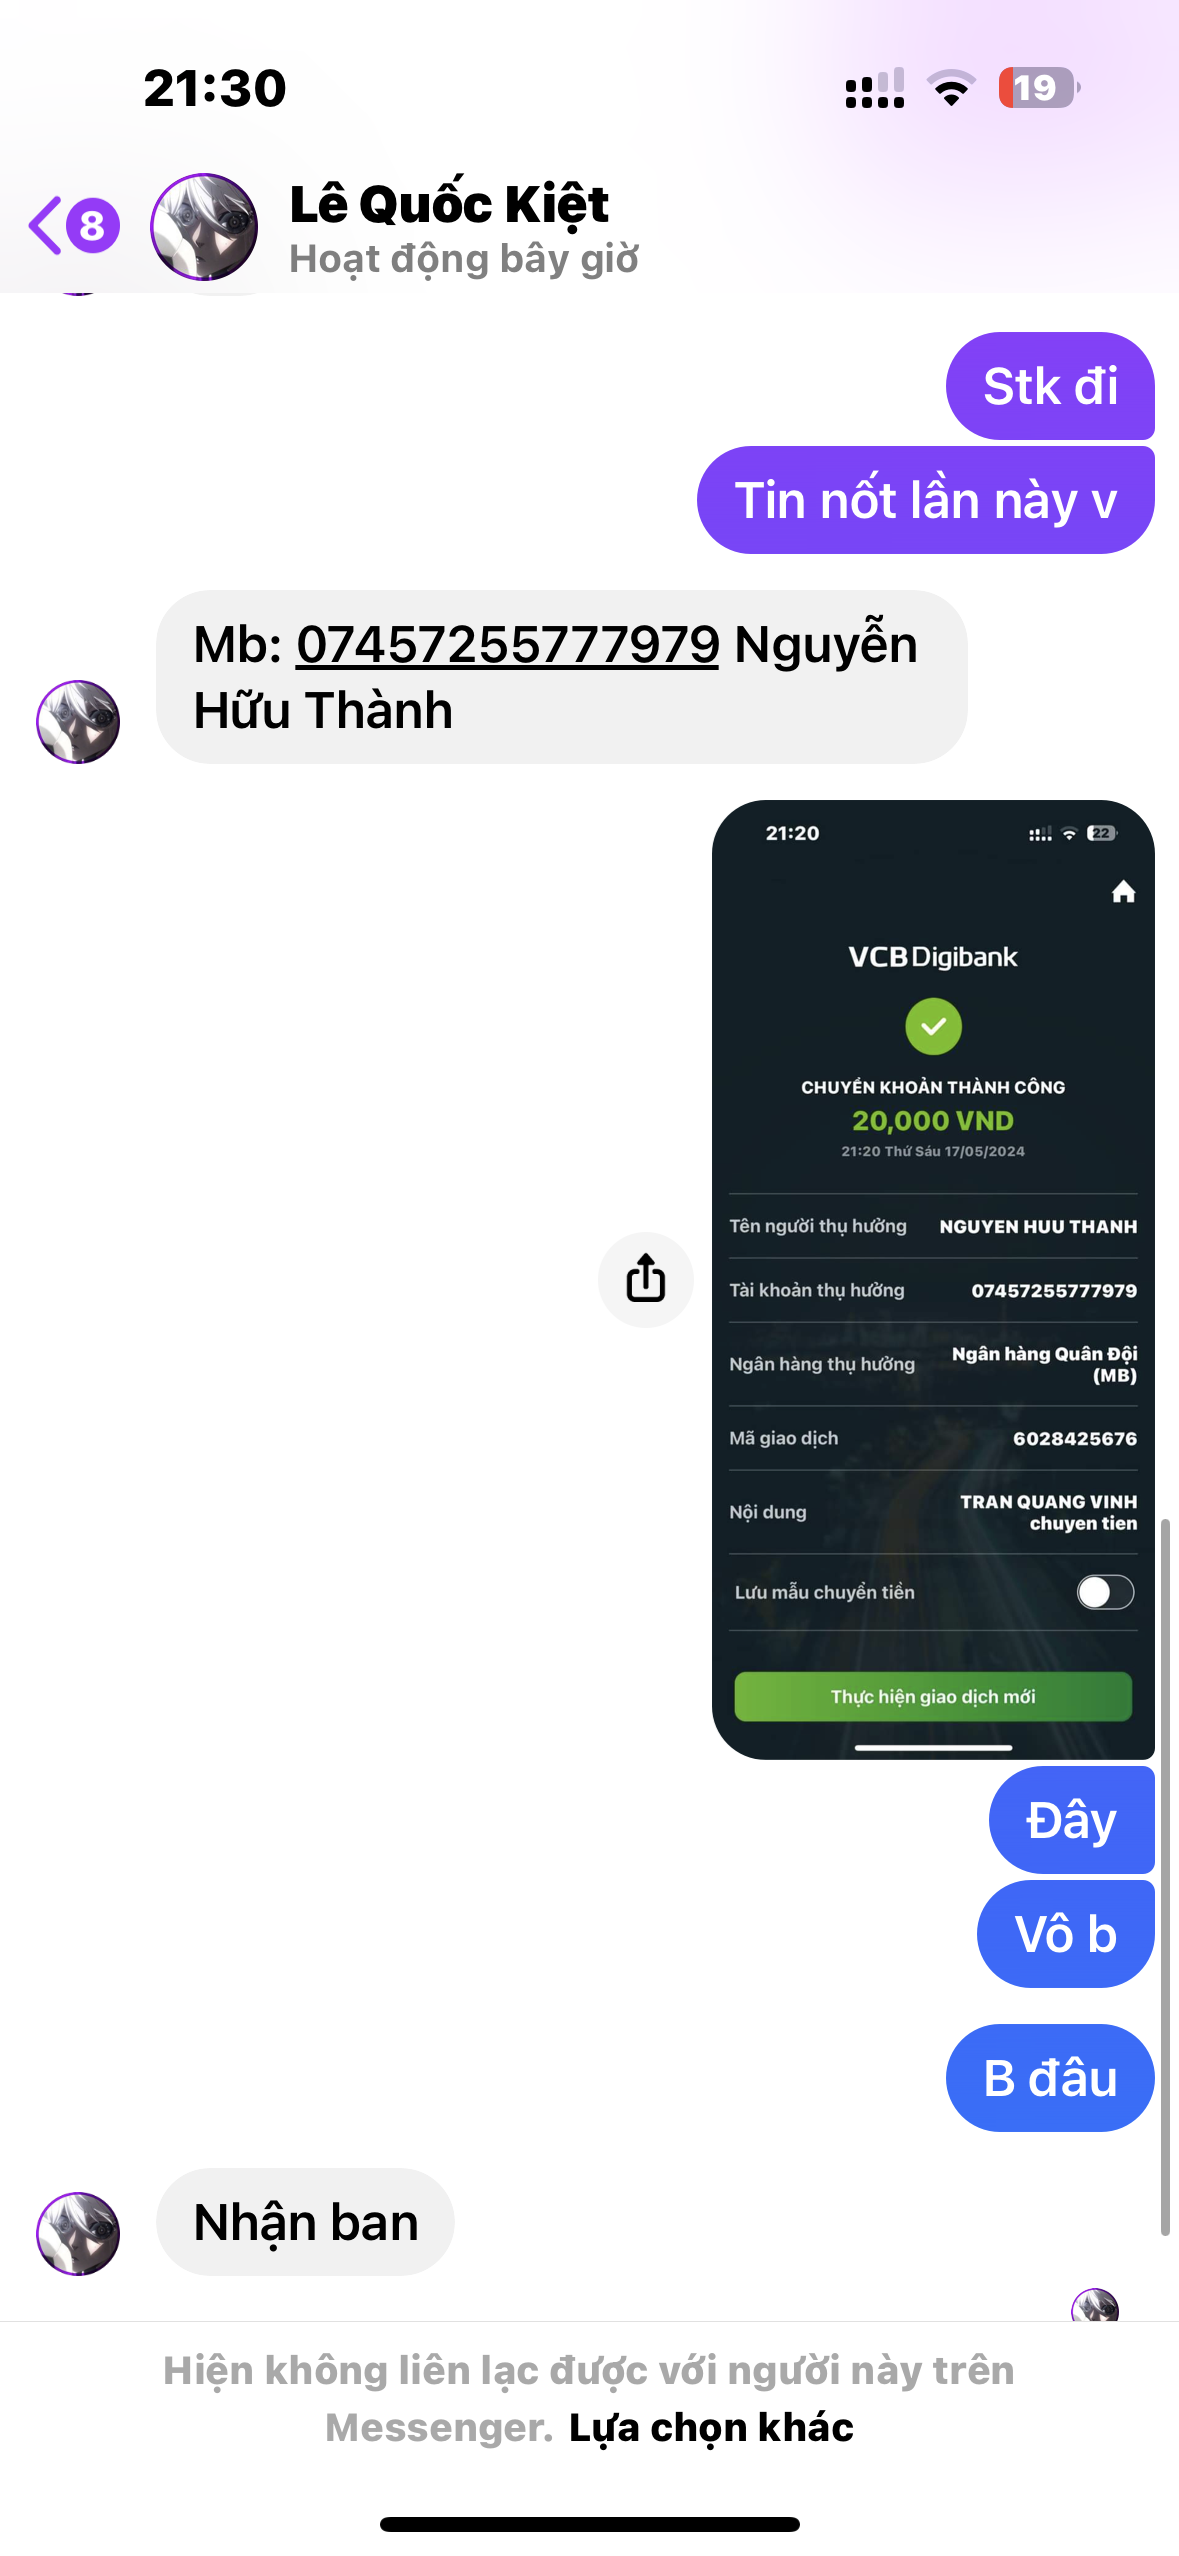 21:30
19
8
Lê Quốc Kiệt
Hoạt động bây giờ
Stk đi
Tin nốt lần này v
Mb: 07457255777979 Nguyễn
Hữu Thành
21:20
22
VCB Digibank
CHUYỂN KHOẢN THÀNH CÔNG
20,000 VND
21:20 Thứ Sáu 17/05/2024
Tên người thụ hưởng NGUYEN HUU THANH
Tài khoản thụ hưởng 07457255777979
Ngân hàng thụ hưởng Ngân hàng Quân Đội
(MB)
Mã giao dịch 6028425676
Nội dung TRAN QUANG VINH
chuyen tien
Lưu mẫu chuyển tiền
Thực hiện giao dịch mới
Đây
Vô b
B đâu
Nhận ban
Hiện không liên lạc được với người này trên
Messenger. Lựa chọn khác